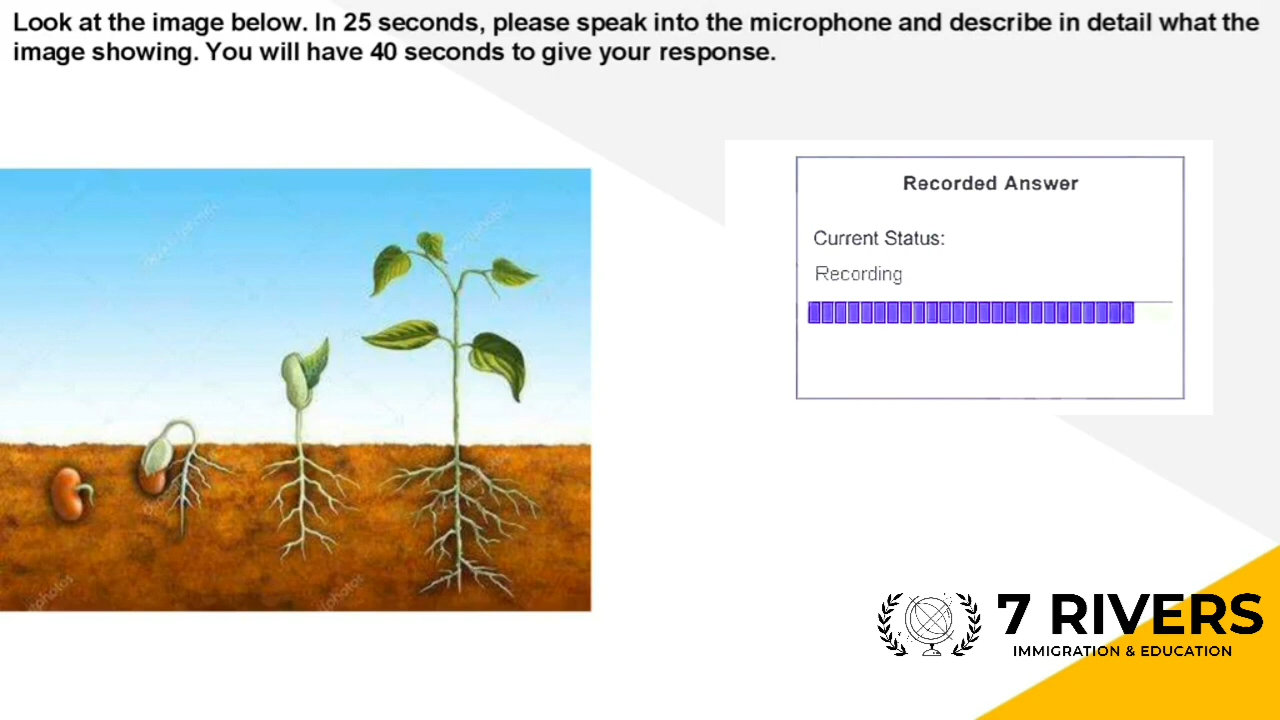 Look at the image below. In 25 seconds, please speak into the microphone and describe in detail what the
image showing. You will have 40 seconds to give your response.
Recorded Answer
Current Status:
Recording
7 RIVERS
IMMIGRATION & EDUCATION